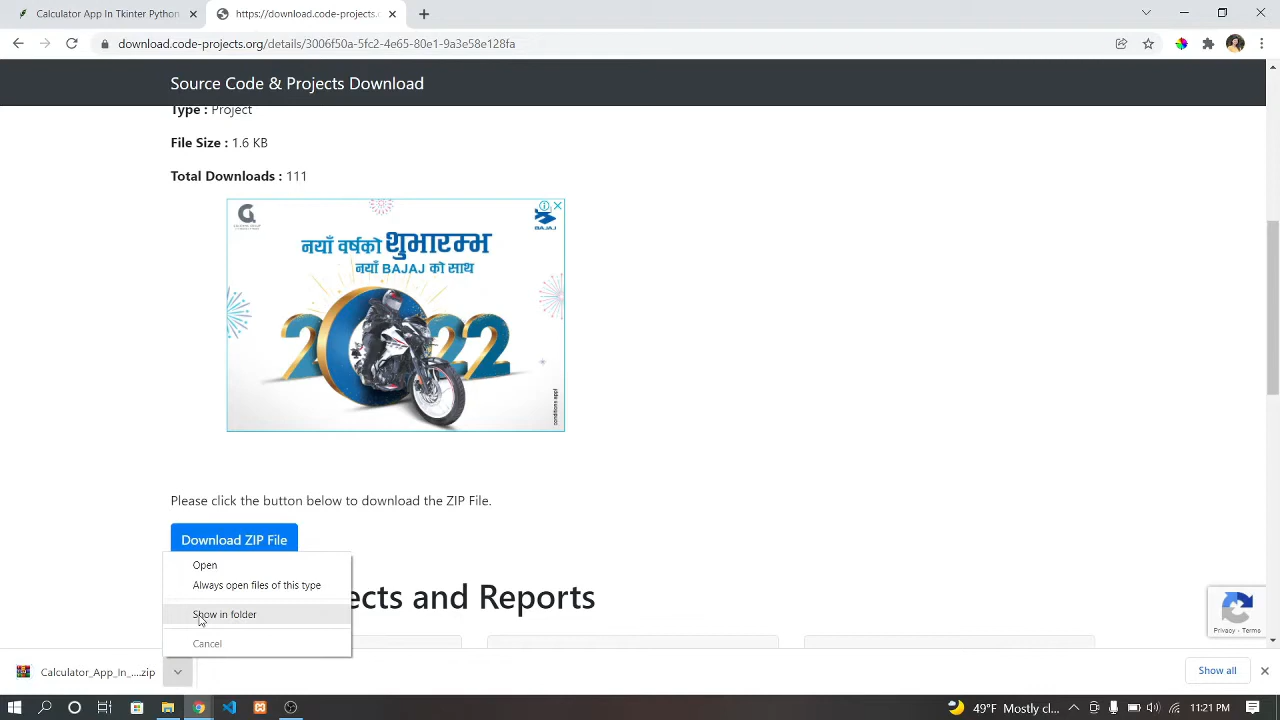 Calculator App In Tkinter Python
https://download.code-projects.
download.code-projects.org/details/3006f50a-5fc2-4e65-80e1-9a3e59e128fa
Source Code & Projects Download
Type : Project
File Size : 1.6 KB
Total Downloads : 111
BAJAJ
नयाँ वर्षको शुभारम्भ
नयाँ BAJAJ को साथ
2022
conditions apply
Please click the button below to download the ZIP File.
Download ZIP File
Open
Always open files of this type
ects and Reports
Show in folder
Cancel
Privacy - Terms
Calculator_App_In_....zip
Show all
49°F Mostly cl...
11:21 PM